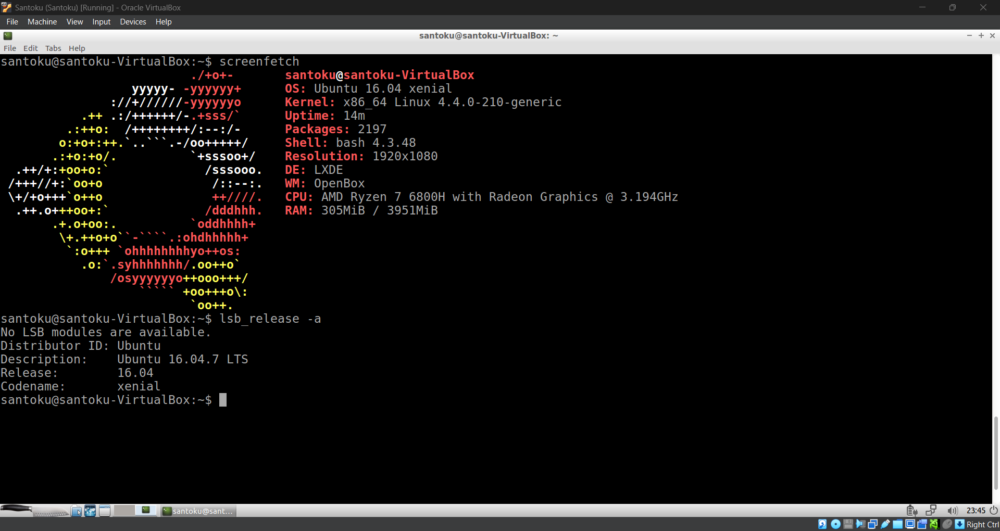 Santoku (Santoku) [Running] - Oracle VirtualBox
File Machine View Input Devices Help
santoku@santoku-VirtualBox: ~
File Edit Tabs Help
santoku@santoku-VirtualBox:~$ screenfetch
                          ./+o+-       santoku@santoku-VirtualBox
                  yyyyy- -yyyyyy+      OS: Ubuntu 16.04 xenial
               ://+//////-yyyyyyo      Kernel: x86_64 Linux 4.4.0-210-generic
           .++ .:/++++++/-.+sss/`      Uptime: 14m
         .:++o:  /++++++++/:--:/-      Packages: 2197
        o:+o+:++.`..```.-/oo+++++/     Shell: bash 4.3.48
       .:+o:+o/.          `+sssoo+/    Resolution: 1920x1080
  .++/+:+oo+o:`             /sssooo.   DE: LXDE
 /+++//+:`oo+o               /::--:.   WM: OpenBox
 \+/+o+++`o++o               ++////.   CPU: AMD Ryzen 7 6800H with Radeon Graphics @ 3.194GHz
  .++.o+++oo+:`             /dddhhh.   RAM: 305MiB / 3951MiB
       .+.o+oo:.          `oddhhhh+
        \+.++o+o``-````.:ohdhhhhh+
         `:o+++ `ohhhhhhhhyo++os:
           .o:`.syhhhhhhh/.oo++o`
               /osyyyyyyo++ooo+++/
                   ````` +oo+++o\:
                          `oo++.
santoku@santoku-VirtualBox:~$ lsb_release -a
No LSB modules are available.
Distributor ID: Ubuntu
Description:    Ubuntu 16.04.7 LTS
Release:        16.04
Codename:       xenial
santoku@santoku-VirtualBox:~$
santoku@sant...
23:45
Right Ctrl